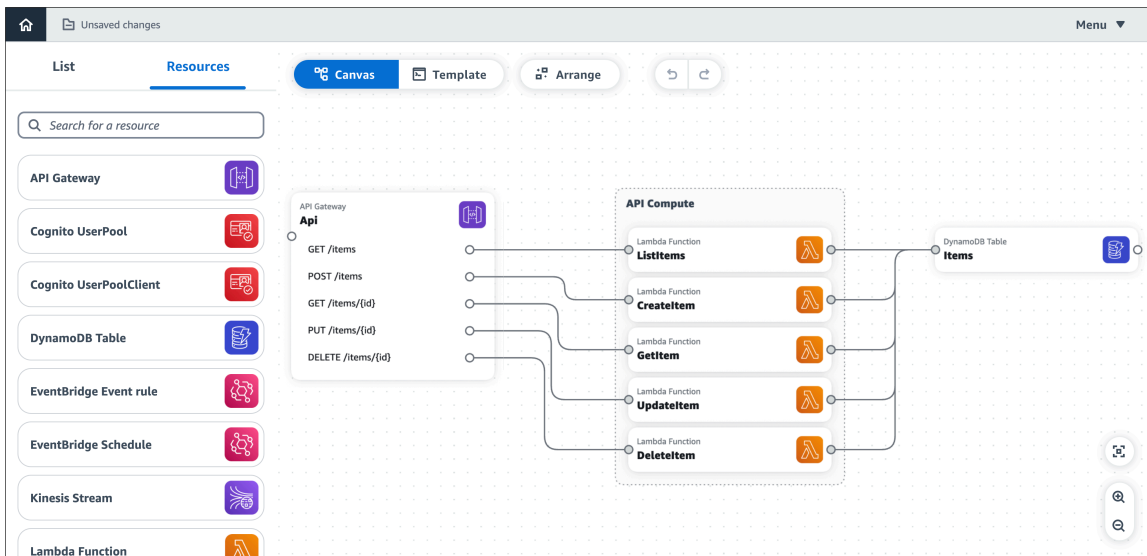 Unsaved changes
Menu ▼
List
Resources
Canvas
Template
Arrange
Search for a resource
API Gateway
Cognito UserPool
Cognito UserPoolClient
DynamoDB Table
EventBridge Event rule
EventBridge Schedule
Kinesis Stream
Lambda Function
API Gateway
Api
GET /items
POST /items
GET /items/{id}
PUT /items/{id}
DELETE /items/{id}
API Compute
Lambda Function
ListItems
Lambda Function
CreateItem
Lambda Function
GetItem
Lambda Function
UpdateItem
Lambda Function
DeleteItem
DynamoDB Table
Items